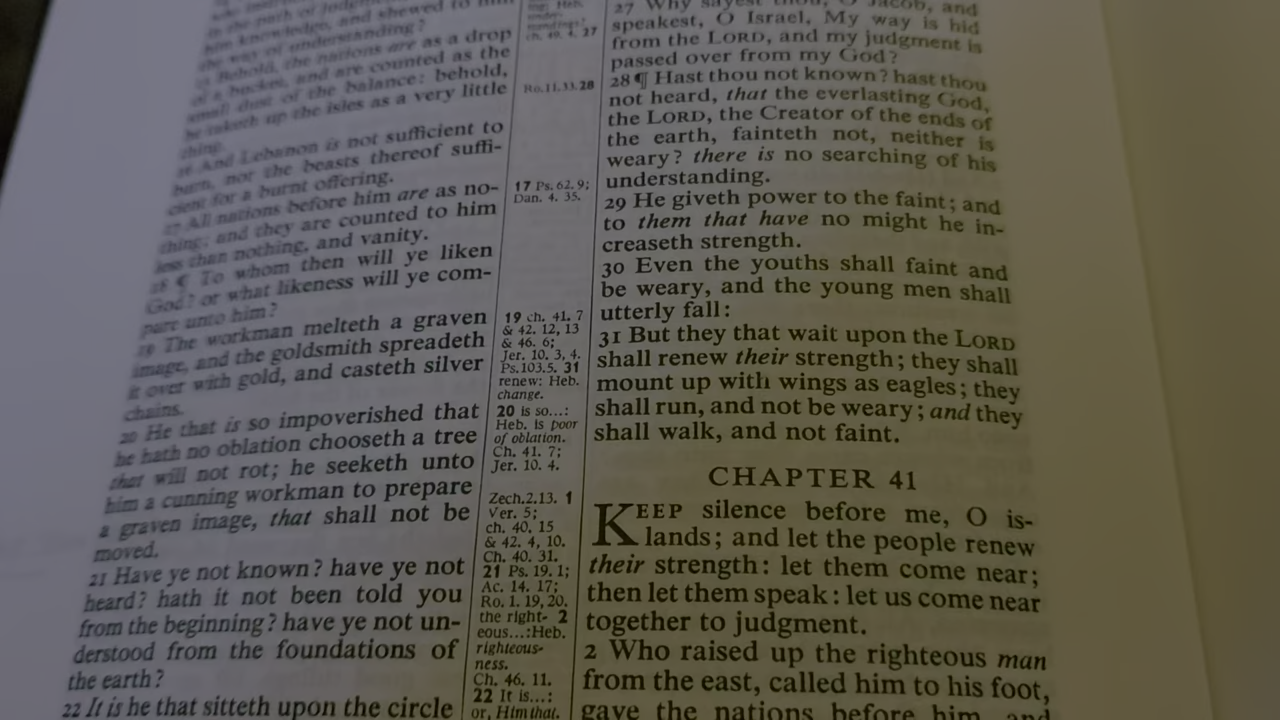 him knowledge, and shewed to him
the way of understanding?
Behold, the nations are as a drop
of a bucket, and are counted as the
small dust of the balance: behold,
he taketh up the isles as a very little
thing.
16 And Lebanon is not sufficient to
burn, nor the beasts thereof suffi-
cient for a burnt offering.
17 All nations before him are as no-
thing; and they are counted to him
less than nothing, and vanity.
18 ¶ To whom then will ye liken
God? or what likeness will ye com-
pare unto him?
19 The workman melteth a graven
image, and the goldsmith spreadeth
it over with gold, and casteth silver
chains.
20 He that is so impoverished that
he hath no oblation chooseth a tree
that will not rot; he seeketh unto
him a cunning workman to prepare
a graven image, that shall not be
moved.
21 Have ye not known? have ye not
heard? hath it not been told you
from the beginning? have ye not un-
derstood from the foundations of
the earth?
22 It is he that sitteth upon the circle
ch. 40. 4. 27
Ro.11.33. 28
17 Ps. 62. 9;
Dan. 4. 35.
19 ch. 41. 7
& 42. 12, 13
& 46. 6;
Jer. 10. 3, 4.
Ps.103.5. 31
renew: Heb.
change.
20 is so...:
Heb. is poor
of oblation.
Ch. 41. 7;
Jer. 10. 4.
Zech.2.13. 1
Ver. 5;
ch. 40. 15
& 42. 4, 10.
Ch. 40. 31.
21 Ps. 19. 1;
Ac. 14. 17;
Ro. 1. 19, 20.
the right- 2
eous...:Heb.
righteous-
ness.
Ch. 46. 11.
22 It is...:
or, Him that.
27 Why sayest thou, O Jacob, and
speakest, O Israel, My way is hid
from the LORD, and my judgment is
passed over from my God?
28 ¶ Hast thou not known? hast thou
not heard, that the everlasting God,
the LORD, the Creator of the ends of
the earth, fainteth not, neither is
weary? there is no searching of his
understanding.
29 He giveth power to the faint; and
to them that have no might he in-
creaseth strength.
30 Even the youths shall faint and
be weary, and the young men shall
utterly fall:
31 But they that wait upon the LORD
shall renew their strength; they shall
mount up with wings as eagles; they
shall run, and not be weary; and they
shall walk, and not faint.
CHAPTER 41
KEEP silence before me, O is-
lands; and let the people renew
their strength: let them come near;
then let them speak: let us come near
together to judgment.
2 Who raised up the righteous man
from the east, called him to his foot,
gave the nations before him, and